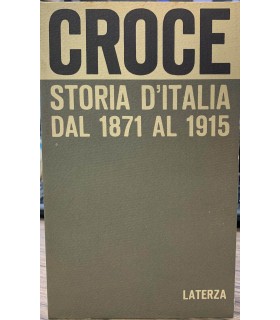 CROCE
STORIA D'ITALIA
DAL 1871 AL 1915
LATERZA